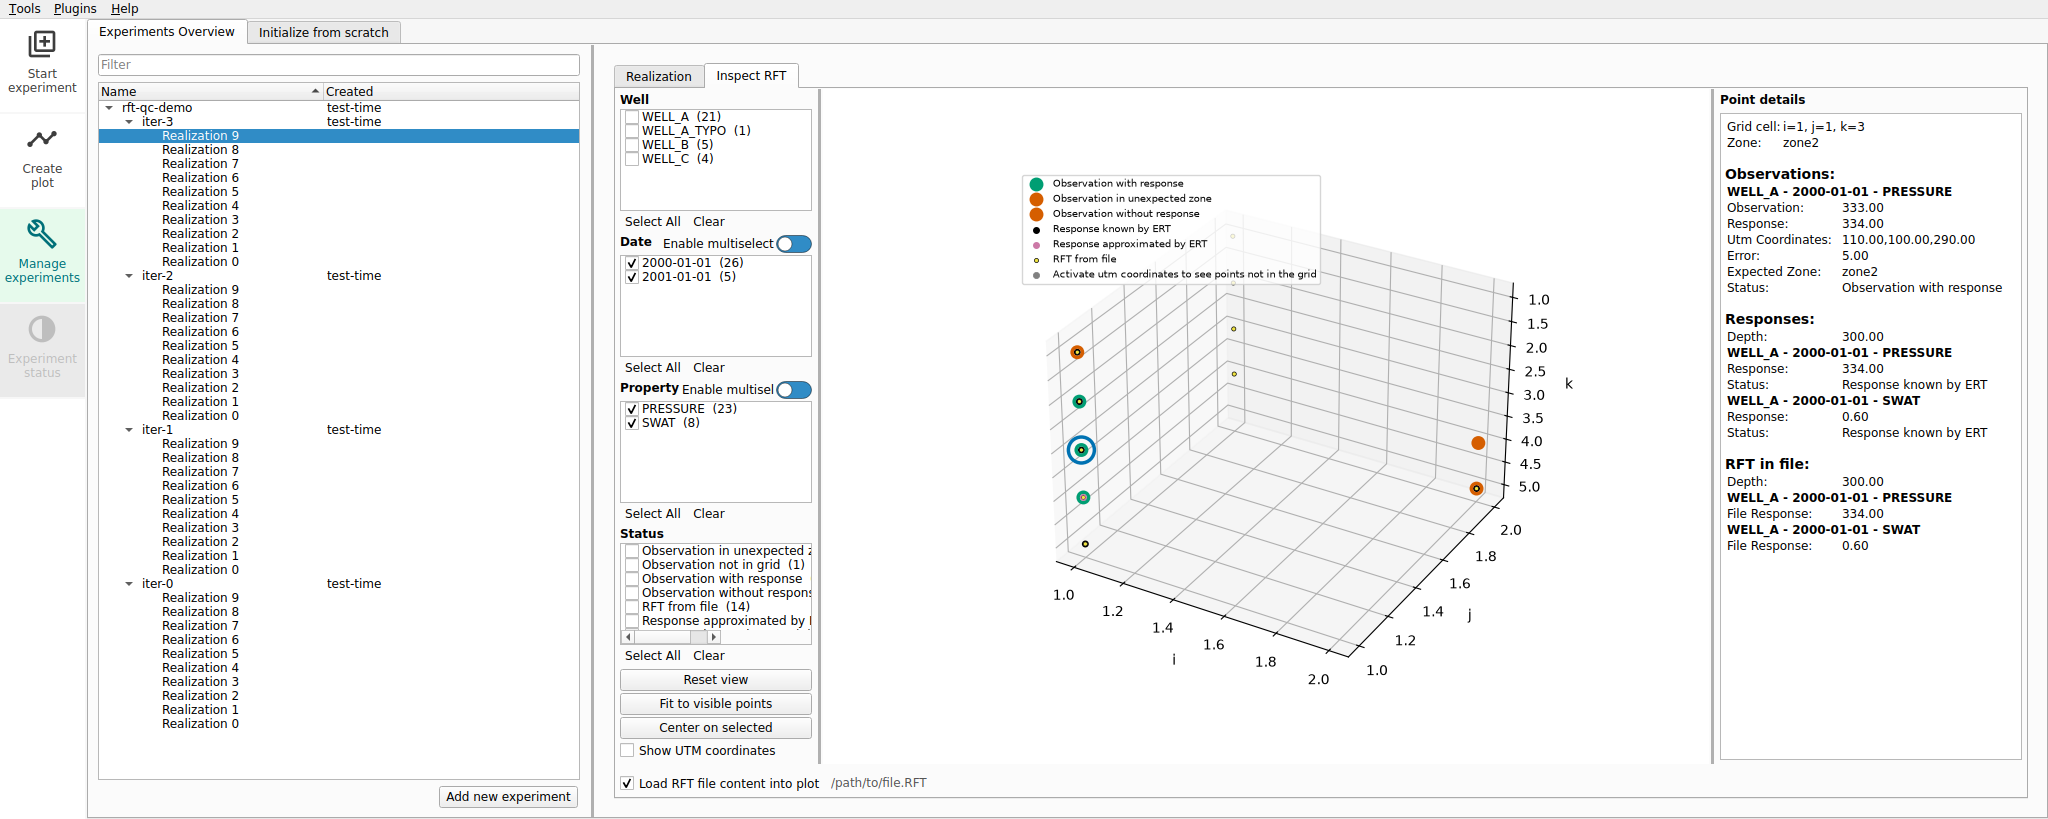 Tools Plugins Help
Start
experiment
Create
plot
Manage
experiments
Experiment
status
Experiments Overview
Initialize from scratch
Filter
Name Created
rft-qc-demo test-time
iter-3 test-time
Realization 9
Realization 8
Realization 7
Realization 6
Realization 5
Realization 4
Realization 3
Realization 2
Realization 1
Realization 0
iter-2 test-time
Realization 9
Realization 8
Realization 7
Realization 6
Realization 5
Realization 4
Realization 3
Realization 2
Realization 1
Realization 0
iter-1 test-time
Realization 9
Realization 8
Realization 7
Realization 6
Realization 5
Realization 4
Realization 3
Realization 2
Realization 1
Realization 0
iter-0 test-time
Realization 9
Realization 8
Realization 7
Realization 6
Realization 5
Realization 4
Realization 3
Realization 2
Realization 1
Realization 0
Add new experiment
Realization
Inspect RFT
Well
WELL_A (21)
WELL_A_TYPO (1)
WELL_B (5)
WELL_C (4)
Select All Clear
Date Enable multiselect
2000-01-01 (26)
2001-01-01 (5)
Select All Clear
Property Enable multisel
PRESSURE (23)
SWAT (8)
Select All Clear
Status
Observation in unexpected
Observation not in grid (1)
Observation with response
Observation without respons
RFT from file (14)
Response approximated by
Select All Clear
Reset view
Fit to visible points
Center on selected
Show UTM coordinates
Load RFT file content into plot /path/to/file.RFT
Observation with response
Observation in unexpected zone
Observation without response
Response known by ERT
Response approximated by ERT
RFT from file
Activate utm coordinates to see points not in the grid
1.0
1.5
2.0
2.5
3.0
3.5
4.0
4.5
5.0
k
2.0
1.8
1.6
1.4
1.2
1.0
j
1.0
1.2
1.4
1.6
1.8
2.0
i
Point details
Grid cell: i=1, j=1, k=3
Zone: zone2
Observations:
WELL_A - 2000-01-01 - PRESSURE
Observation: 333.00
Response: 334.00
Utm Coordinates: 110.00,100.00,290.00
Error: 5.00
Expected Zone: zone2
Status: Observation with response
Responses:
Depth: 300.00
WELL_A - 2000-01-01 - PRESSURE
Response: 334.00
Status: Response known by ERT
WELL_A - 2000-01-01 - SWAT
Response: 0.60
Status: Response known by ERT
RFT in file:
Depth: 300.00
WELL_A - 2000-01-01 - PRESSURE
File Response: 334.00
WELL_A - 2000-01-01 - SWAT
File Response: 0.60